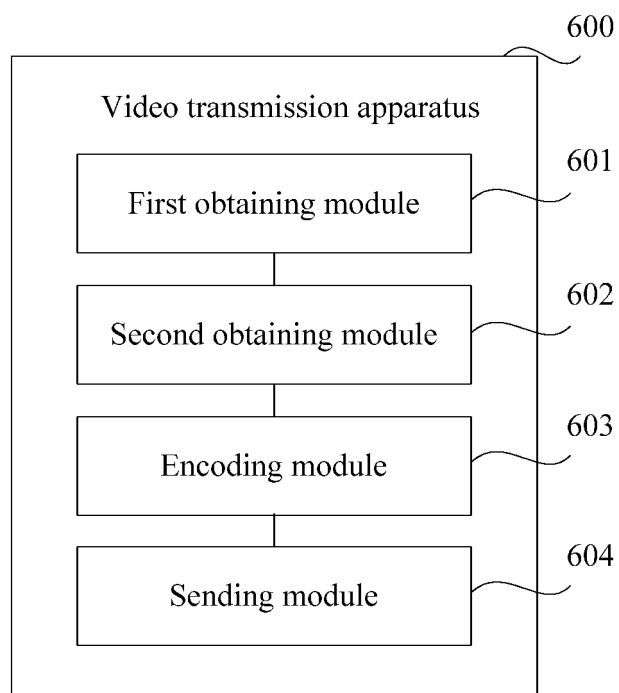 600
Video transmission apparatus
601
First obtaining module
602
Second obtaining module
603
Encoding module
604
Sending module